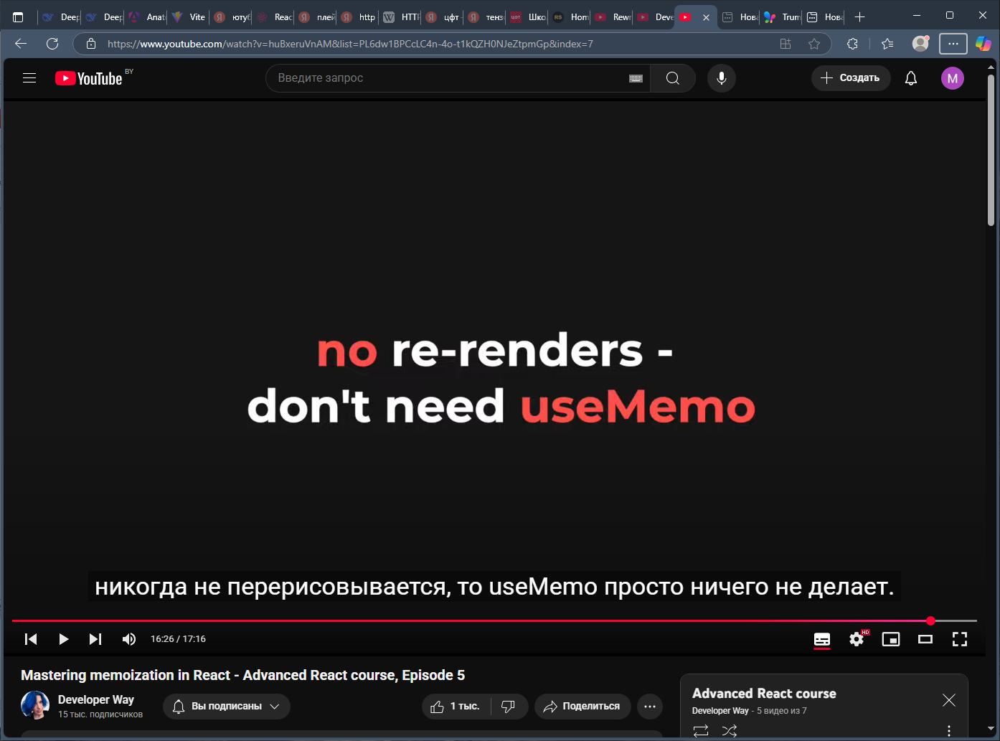 Deep
Deep
Anat
Vite
ютуб
Reac
плей
http
HTTP
цфт -
тенз
Шко
Hom
Rewr
Deve
Нова
Trum
Нова
https://www.youtube.com/watch?v=huBxeruVnAM&list=PL6dw1BPCcLC4n-4o-t1kQZH0NJeZtpmGp&index=7
YouTube BY
Введите запрос
Создать
M
no re-renders -
don't need useMemo
никогда не перерисовывается, то useMemo просто ничего не делает.
16:26 / 17:16
HD
Mastering memoization in React - Advanced React course, Episode 5
Developer Way
15 тыс. подписчиков
Вы подписаны
1 тыс.
Поделиться
Advanced React course
Developer Way - 5 видео из 7